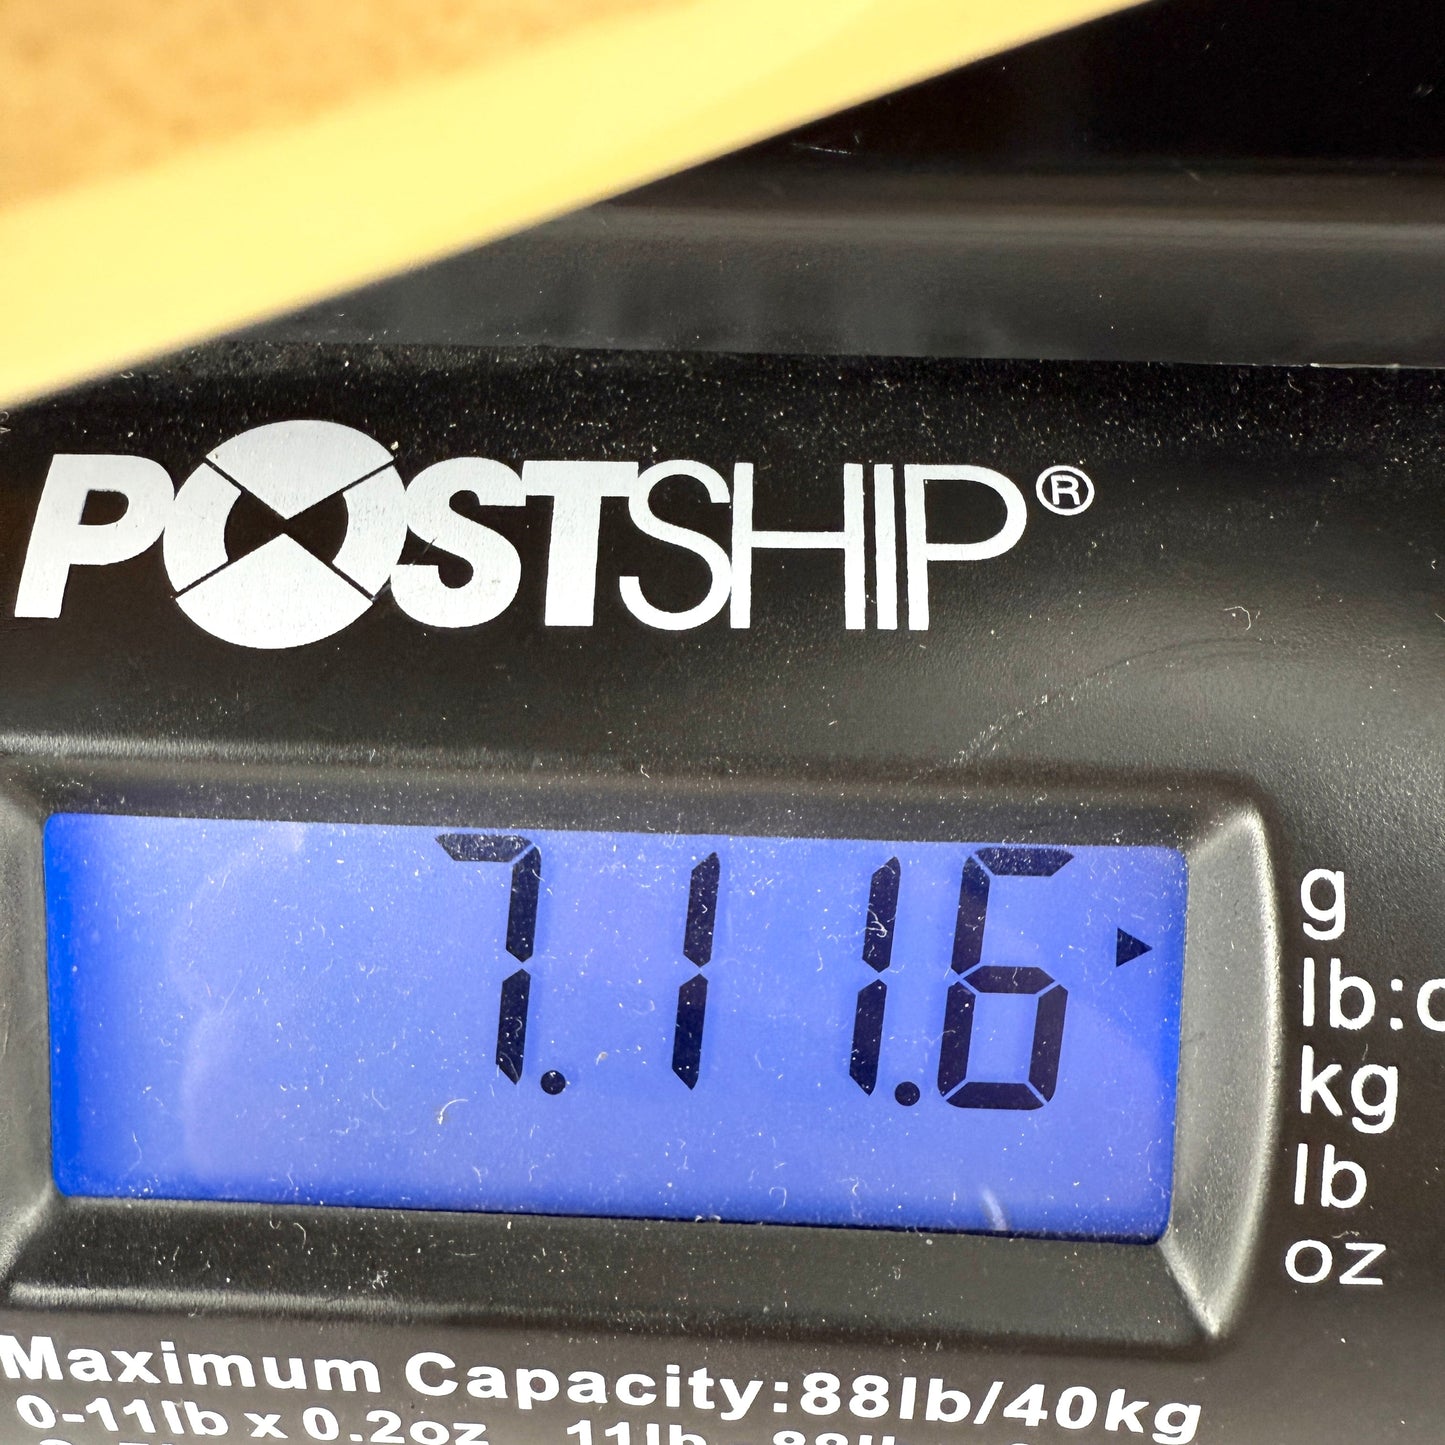 POSTSHIP®
7.11.6
g
lb:o
kg
lb
oz
Maximum Capacity:88lb/40kg
0-11lb x 0.2oz 11lb